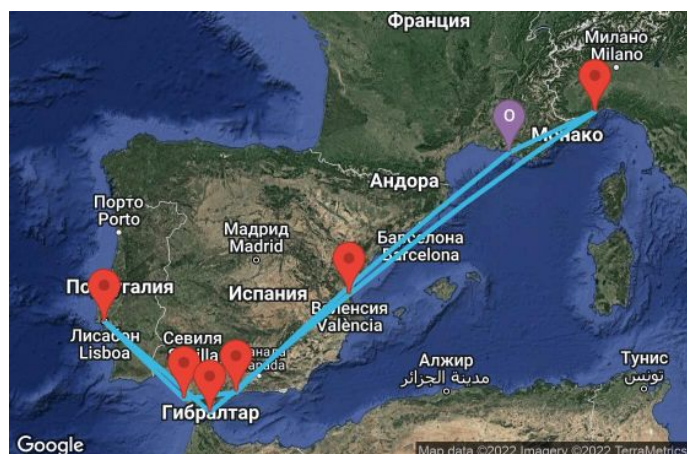 Франция
Милано
Milano
О
Монако
Андора
Порто
Porto
Мадрид
Madrid
Барселона
Barcelona
Испания
Валенсия
València
Лисабон
Lisboa
Севиля
Гибралтар
Алжир
مدينة الجزائر
Тунис
تونس
Google
Map data ©2022 Imagery ©2022 TerraMetrics